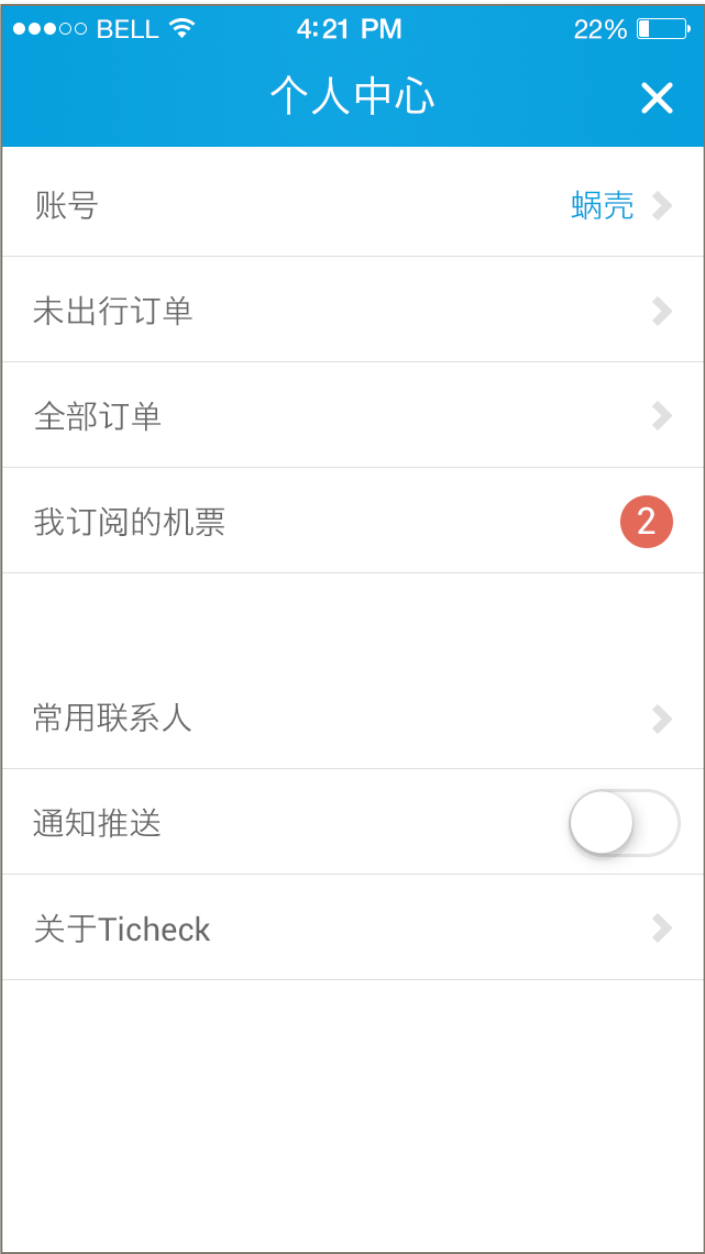 BELL 4:21 PM 22%
个人中心
账号 蜗壳
未出行订单
全部订单
我订阅的机票 2
常用联系人
通知推送
关于Ticheck